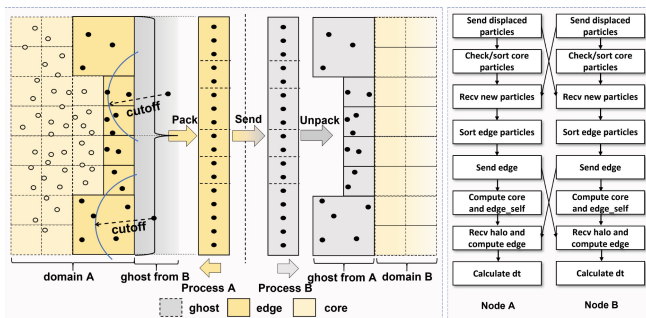 cutoff
cutoff
Pack
Send
Unpack
domain A
ghost from B
Process A
Process B
ghost from A
domain B
ghost
edge
core
Send displaced
particles
Check/sort core
particles
Recv new particles
Sort edge particles
Send edge
Compute core
and edge_self
Recv halo and
compute edge
Calculate dt
Node A
Send displaced
particles
Check/sort core
particles
Recv new particles
Sort edge particles
Send edge
Compute core
and edge_self
Recv halo and
compute edge
Calculate dt
Node B